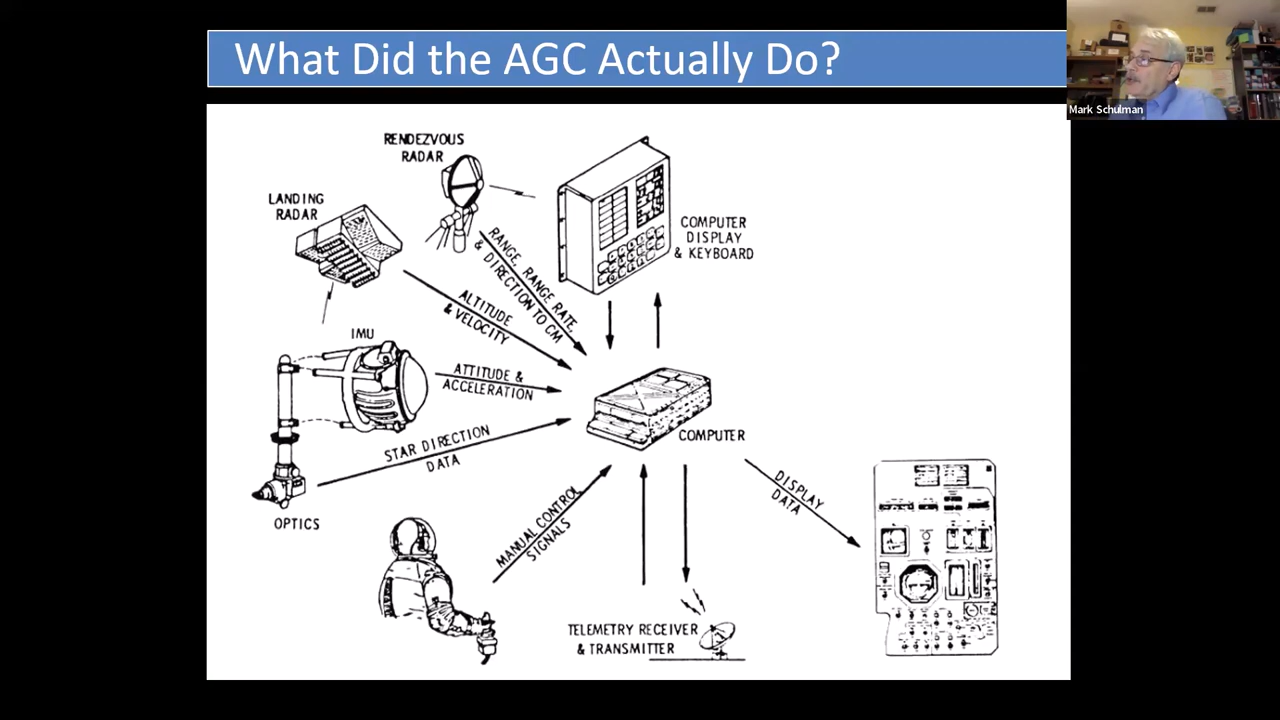 What Did the AGC Actually Do?
Mark Schulman
RENDEZVOUS
RADAR
LANDING
RADAR
COMPUTER
DISPLAY
& KEYBOARD
RANGE, RANGE RATE,
& DIRECTION TO CM
ALTITUDE
& VELOCITY
IMU
ATTITUDE &
ACCELERATION
STAR DIRECTION
DATA
COMPUTER
OPTICS
MANUAL CONTROL
SIGNALS
DISPLAY
DATA
TELEMETRY RECEIVER
& TRANSMITTER